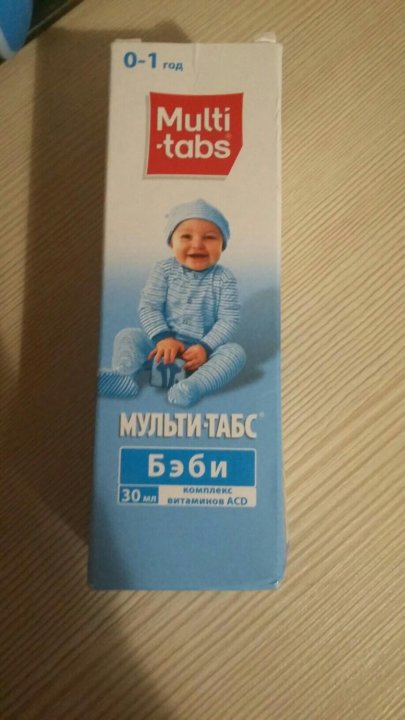 0-1 год
Multi
-tabs®
МУЛЬТИ-ТАБС®
Бэби
30 мл
комплекс
витаминов ACD